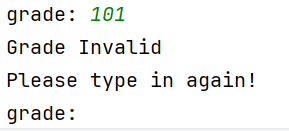 grade: 101
Grade Invalid
Please type in again!
grade: